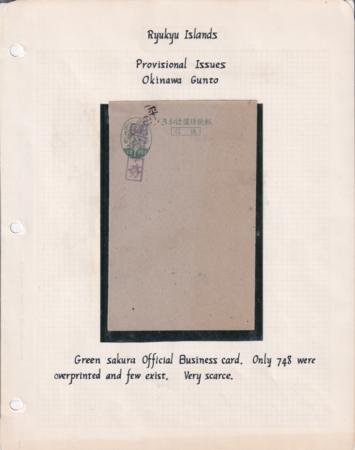 Ryukyu Islands
Provisional Issues
Okinawa Gunto
Green sakura Official Business card. Only 748 were
overprinted and few exist. Very scarce.